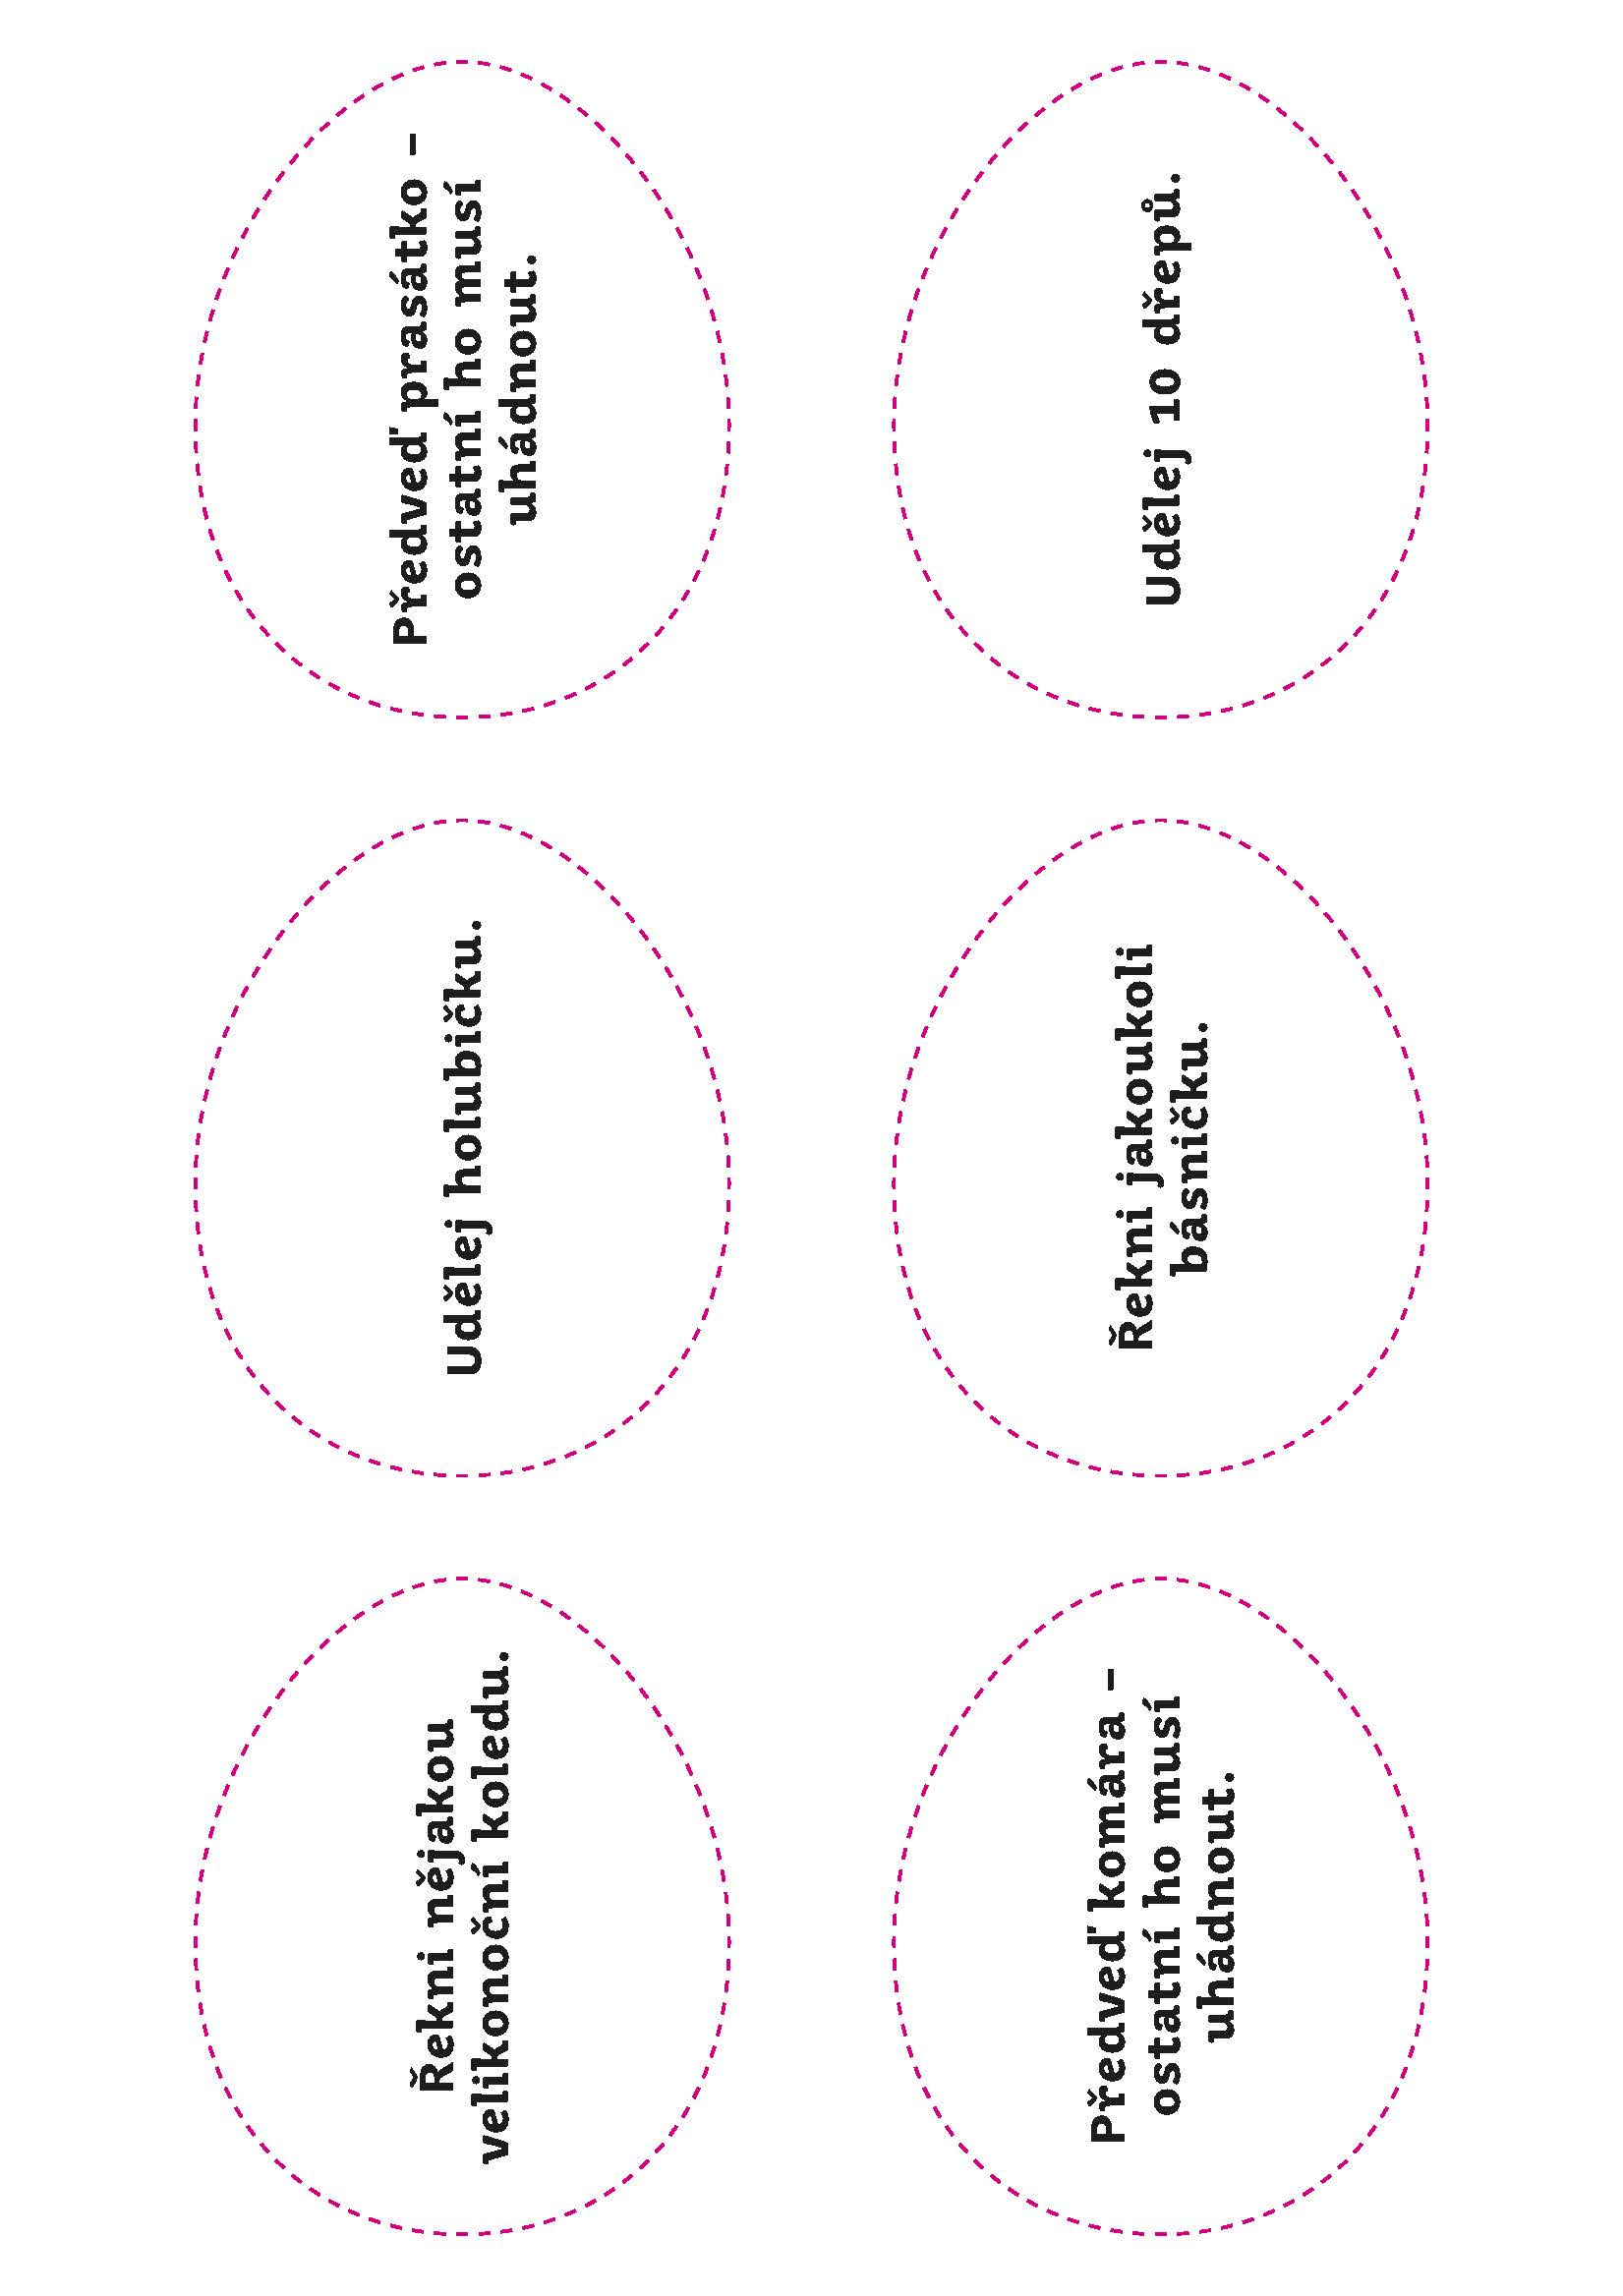 Předveď prasátko –
ostatní ho musí
uhádnout.
Udělej 10 dřepů.
Udělej holubičku.
Řekni jakoukoli
básničku.
Řekni nějakou
velikonoční koledu.
Předveď komára –
ostatní ho musí
uhádnout.